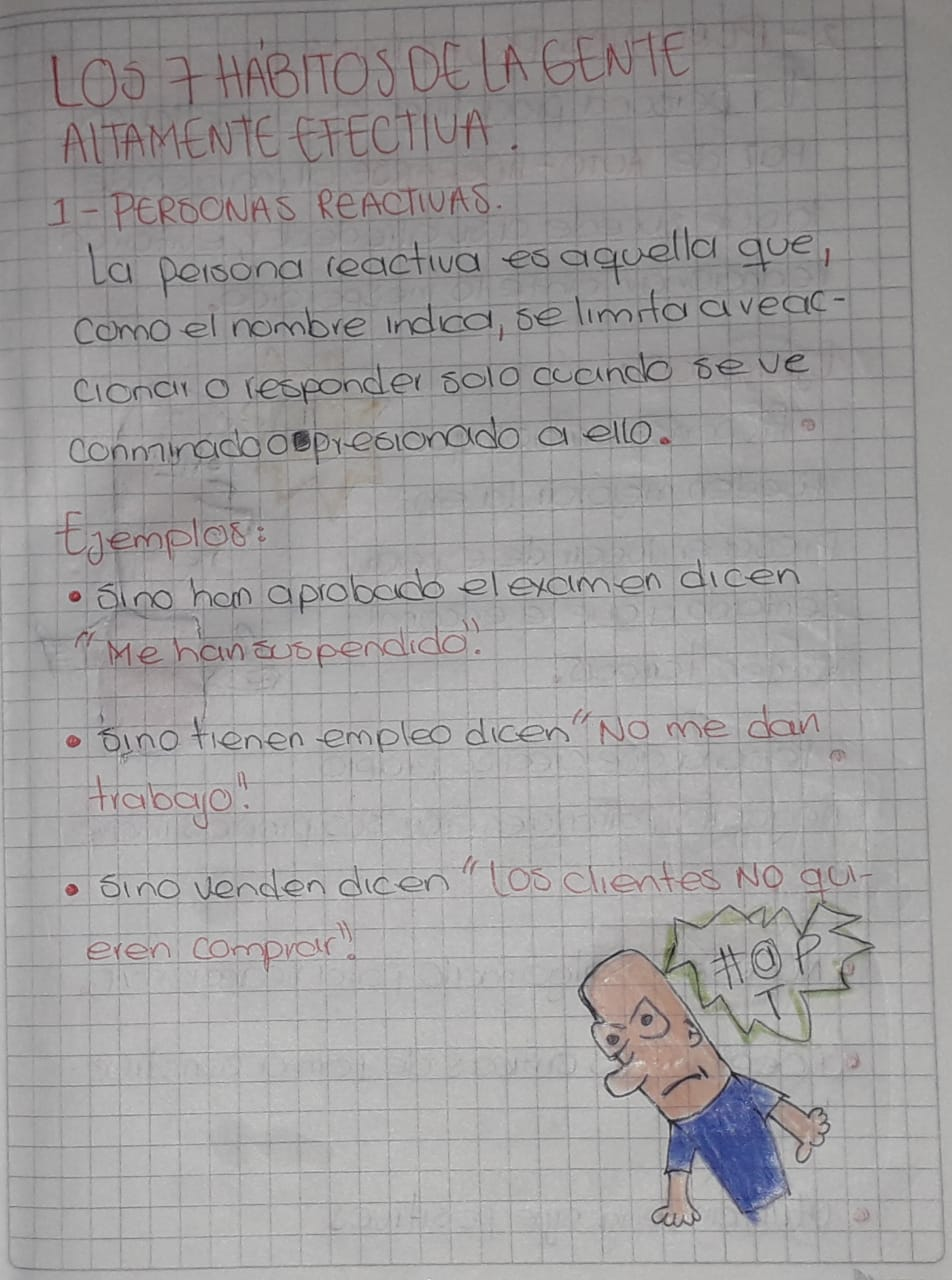 LOS 7 HÁBITOS DE LA GENTE
ALTAMENTE EFECTIVA.
1- PERSONAS REACTIVAS.
La persona reactiva es aquella que,
como el nombre indica, se limita a reac-
cionar o responder solo cuando se ve
conminado o presionado a ello.
Ejemplos:
• Si no han aprobado el examen dicen
"Me han suspendido".
• Si no tienen empleo dicen "No me dan
trabajo".
• Si no venden dicen "Los clientes NO qui-
eren comprar".
#@P
T